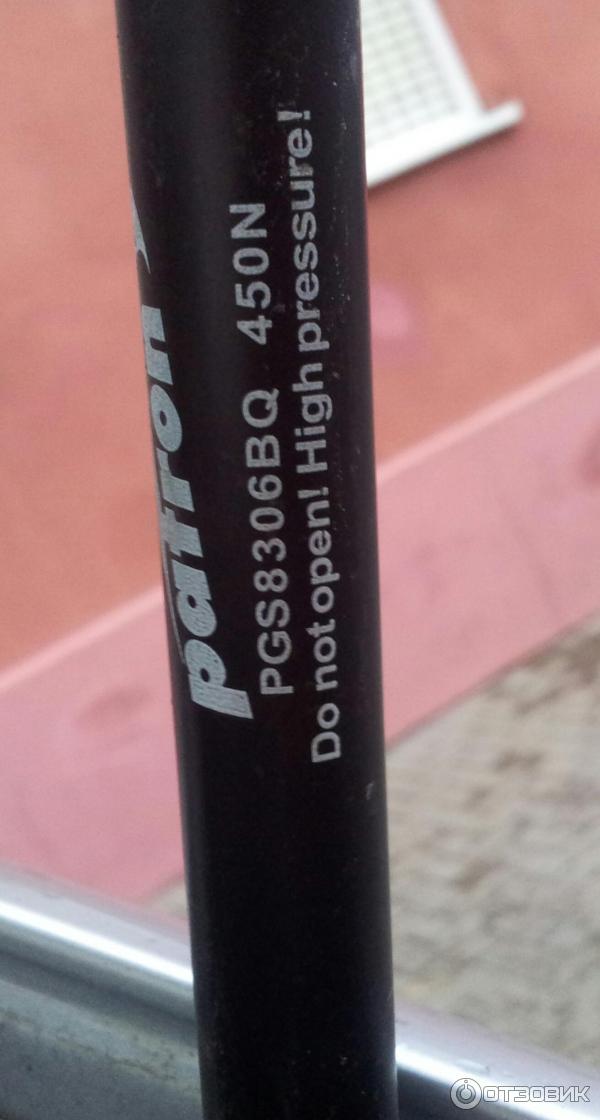 patron
PGS8306BQ 450N
Do not open! High pressure!
ОТЗОВИК